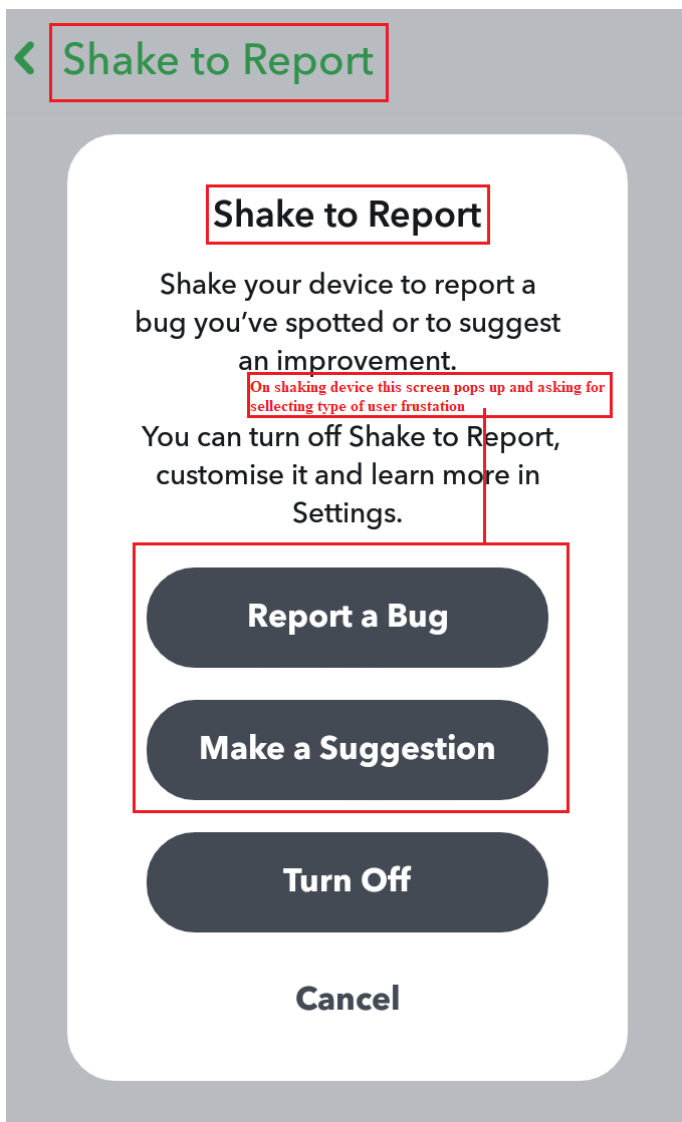 Shake to Report
Shake to Report
Shake your device to report a
bug you’ve spotted or to suggest
an improvement.
On shaking device this screen pops up and asking for
sellecting type of user frustation
You can turn off Shake to Report,
customise it and learn more in
Settings.
Report a Bug
Make a Suggestion
Turn Off
Cancel